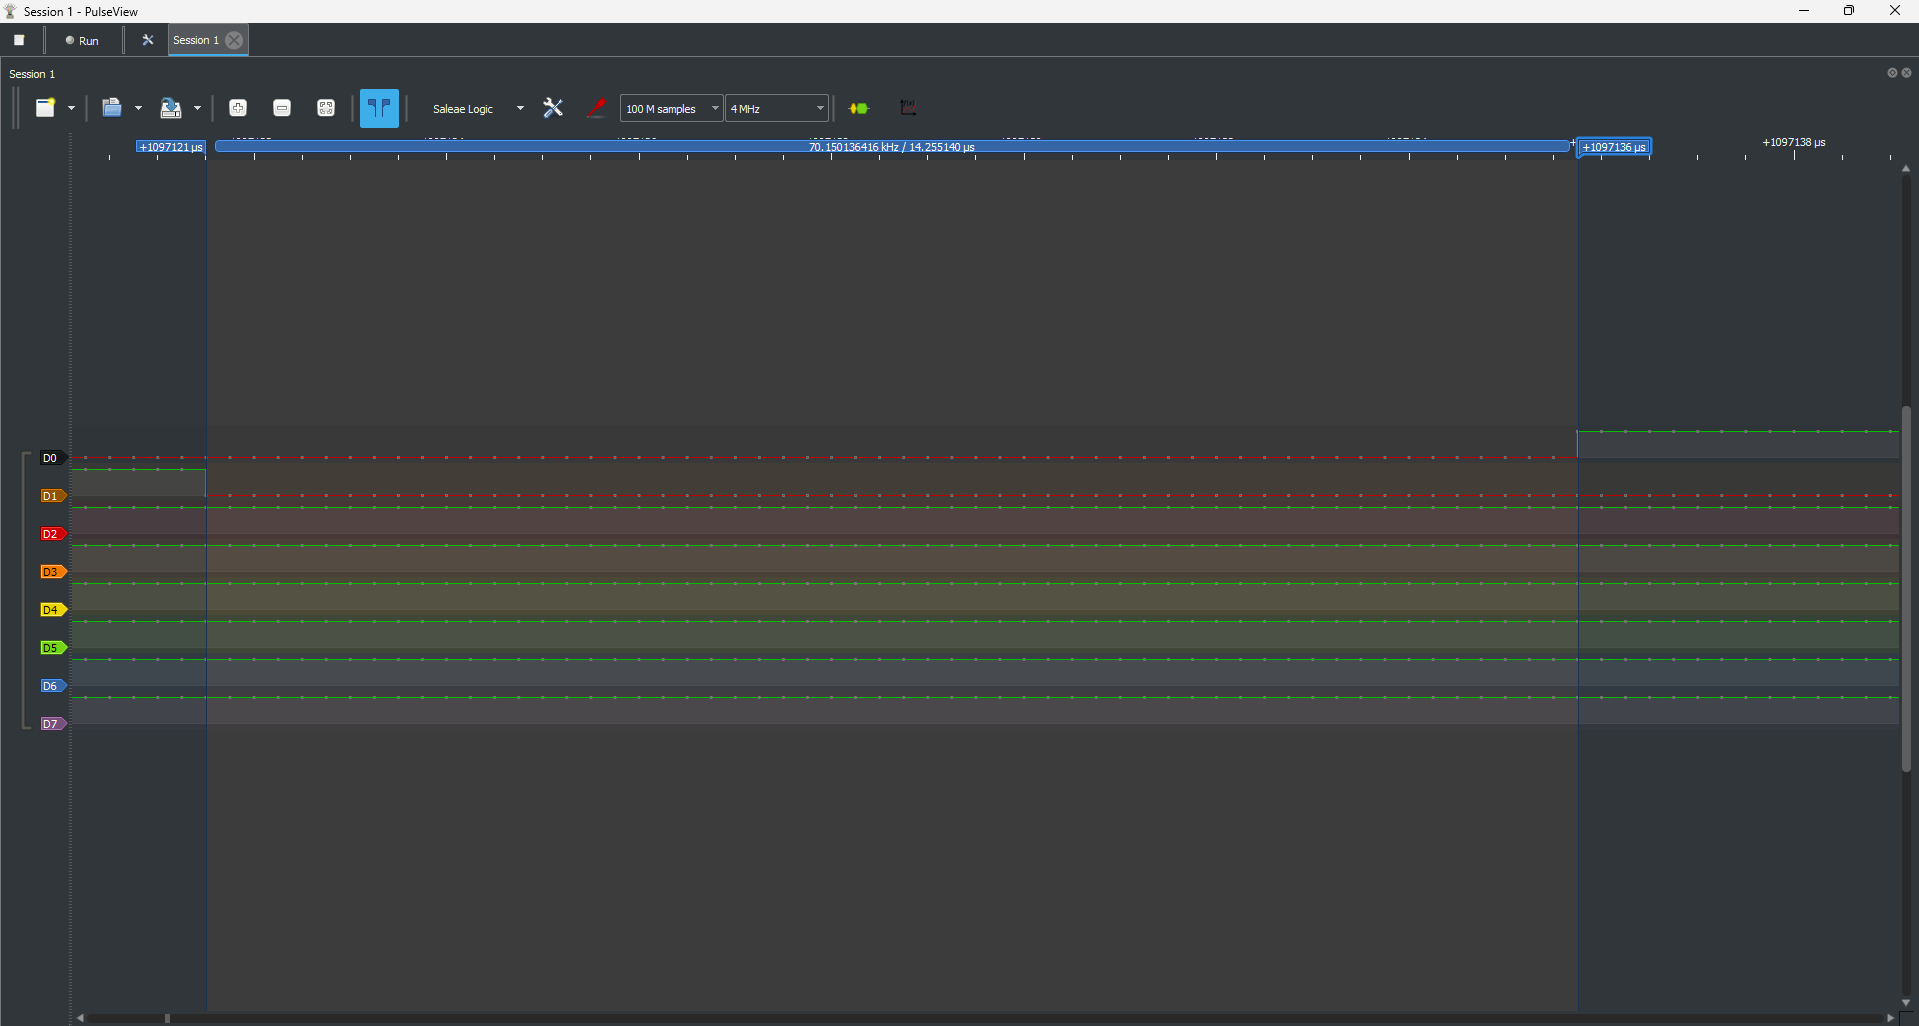 Session 1 - PulseView
Run
Session 1
Session 1
Saleae Logic
100 M samples
4 MHz
+1097121 µs
70.150136416 kHz / 14.255140 µs
+1097136 µs
+1097138 µs
D0
D1
D2
D3
D4
D5
D6
D7